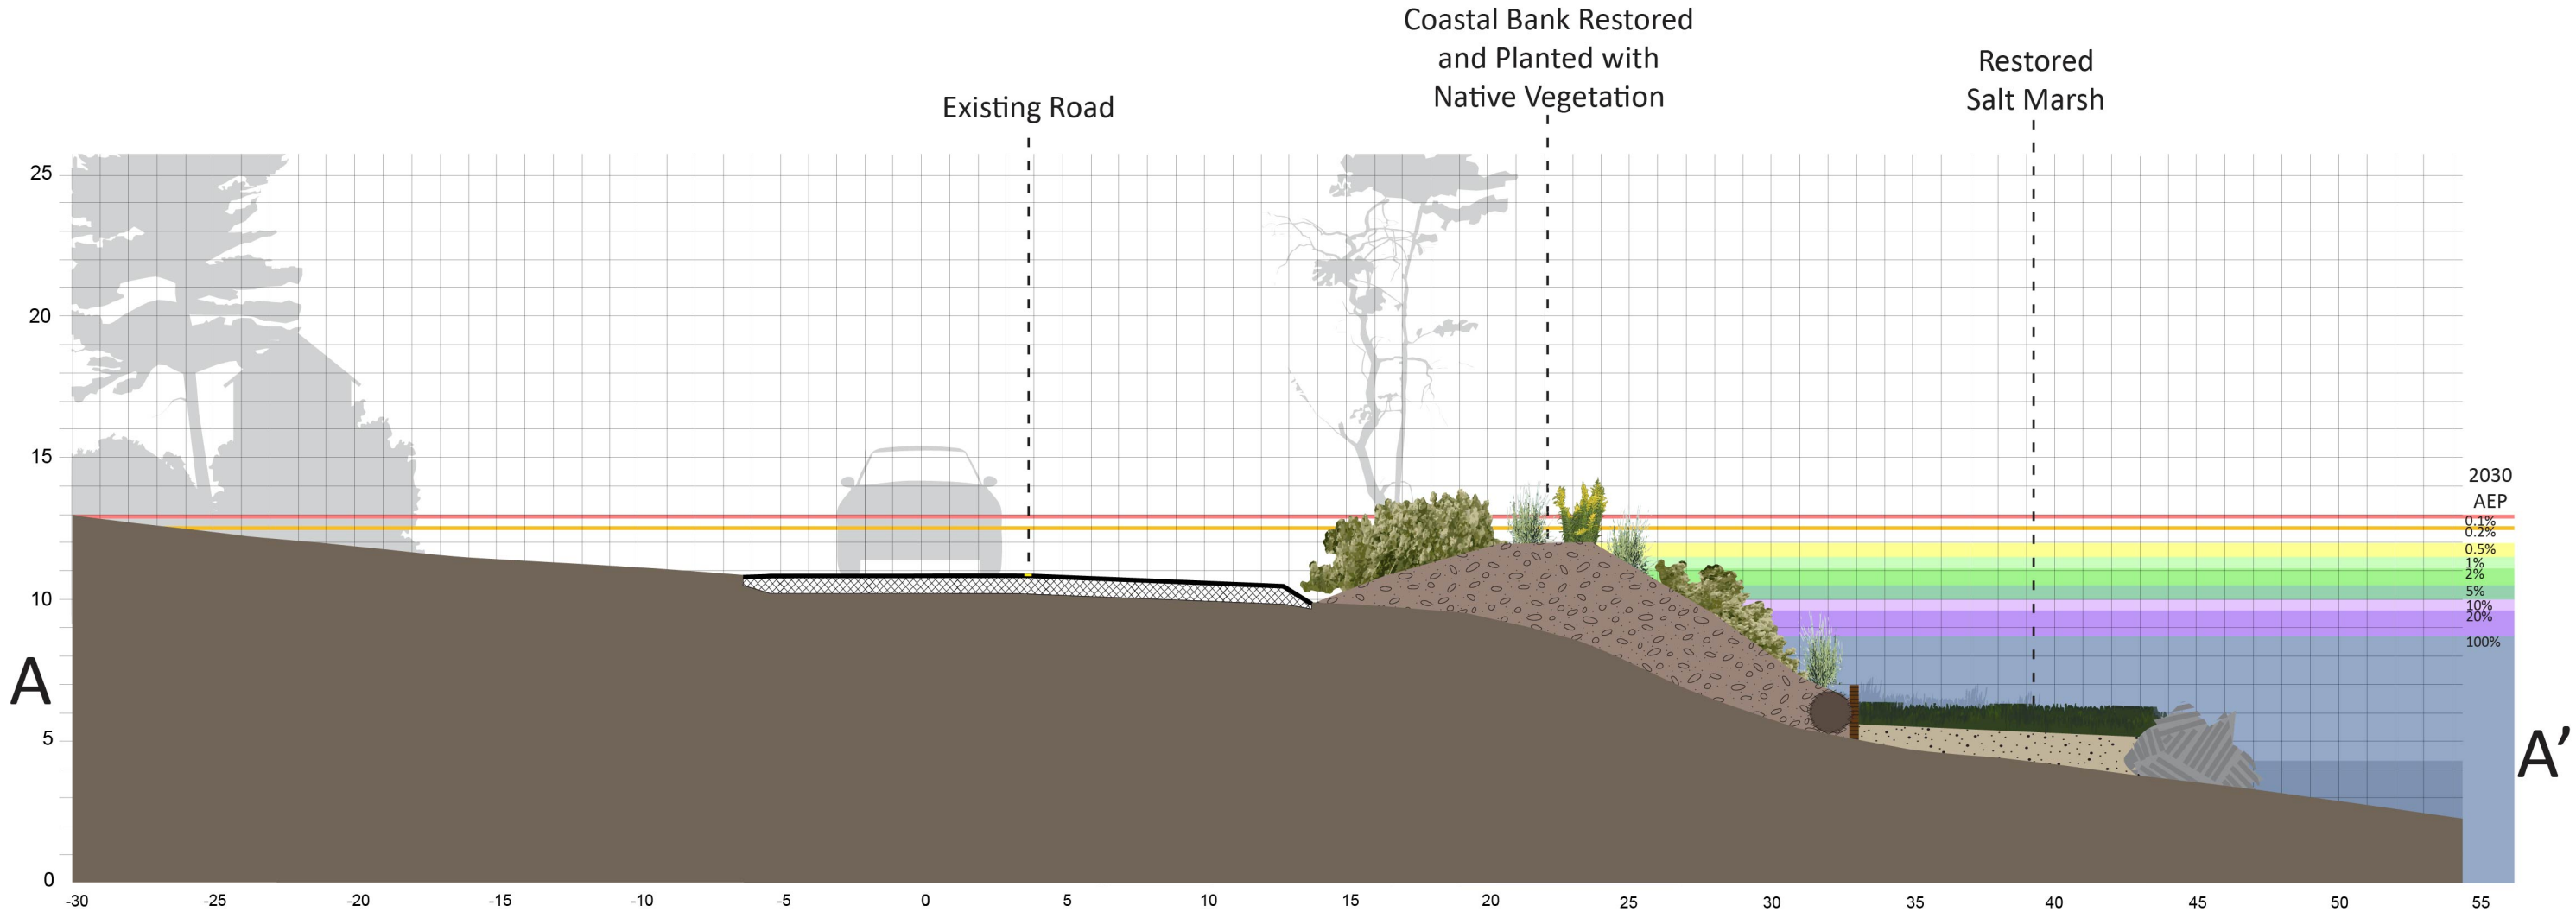 Coastal Bank Restored
and Planted with
Native Vegetation
Restored
Salt Marsh
Existing Road
25
20
15
10
5
0
2030
AEP
0.1%
0.2%
0.5%
1%
2%
5%
10%
20%
100%
A
A’
-30 -25 -20 -15 -10 -5 0 5 10 15 20 25 30 35 40 45 50 55